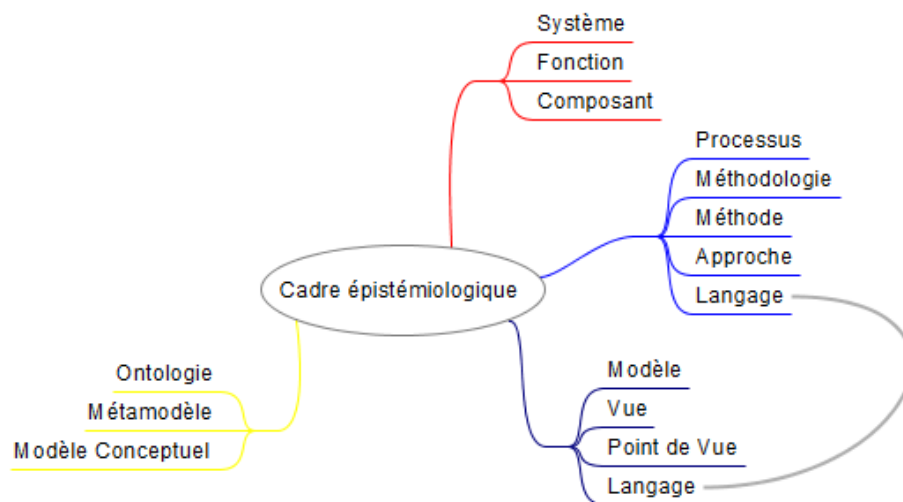 Système
Fonction
Composant
Processus
Méthodologie
Méthode
Approche
Langage
Cadre épistémiologique
Ontologie
Métamodèle
Modèle Conceptuel
Modèle
Vue
Point de Vue
Langage